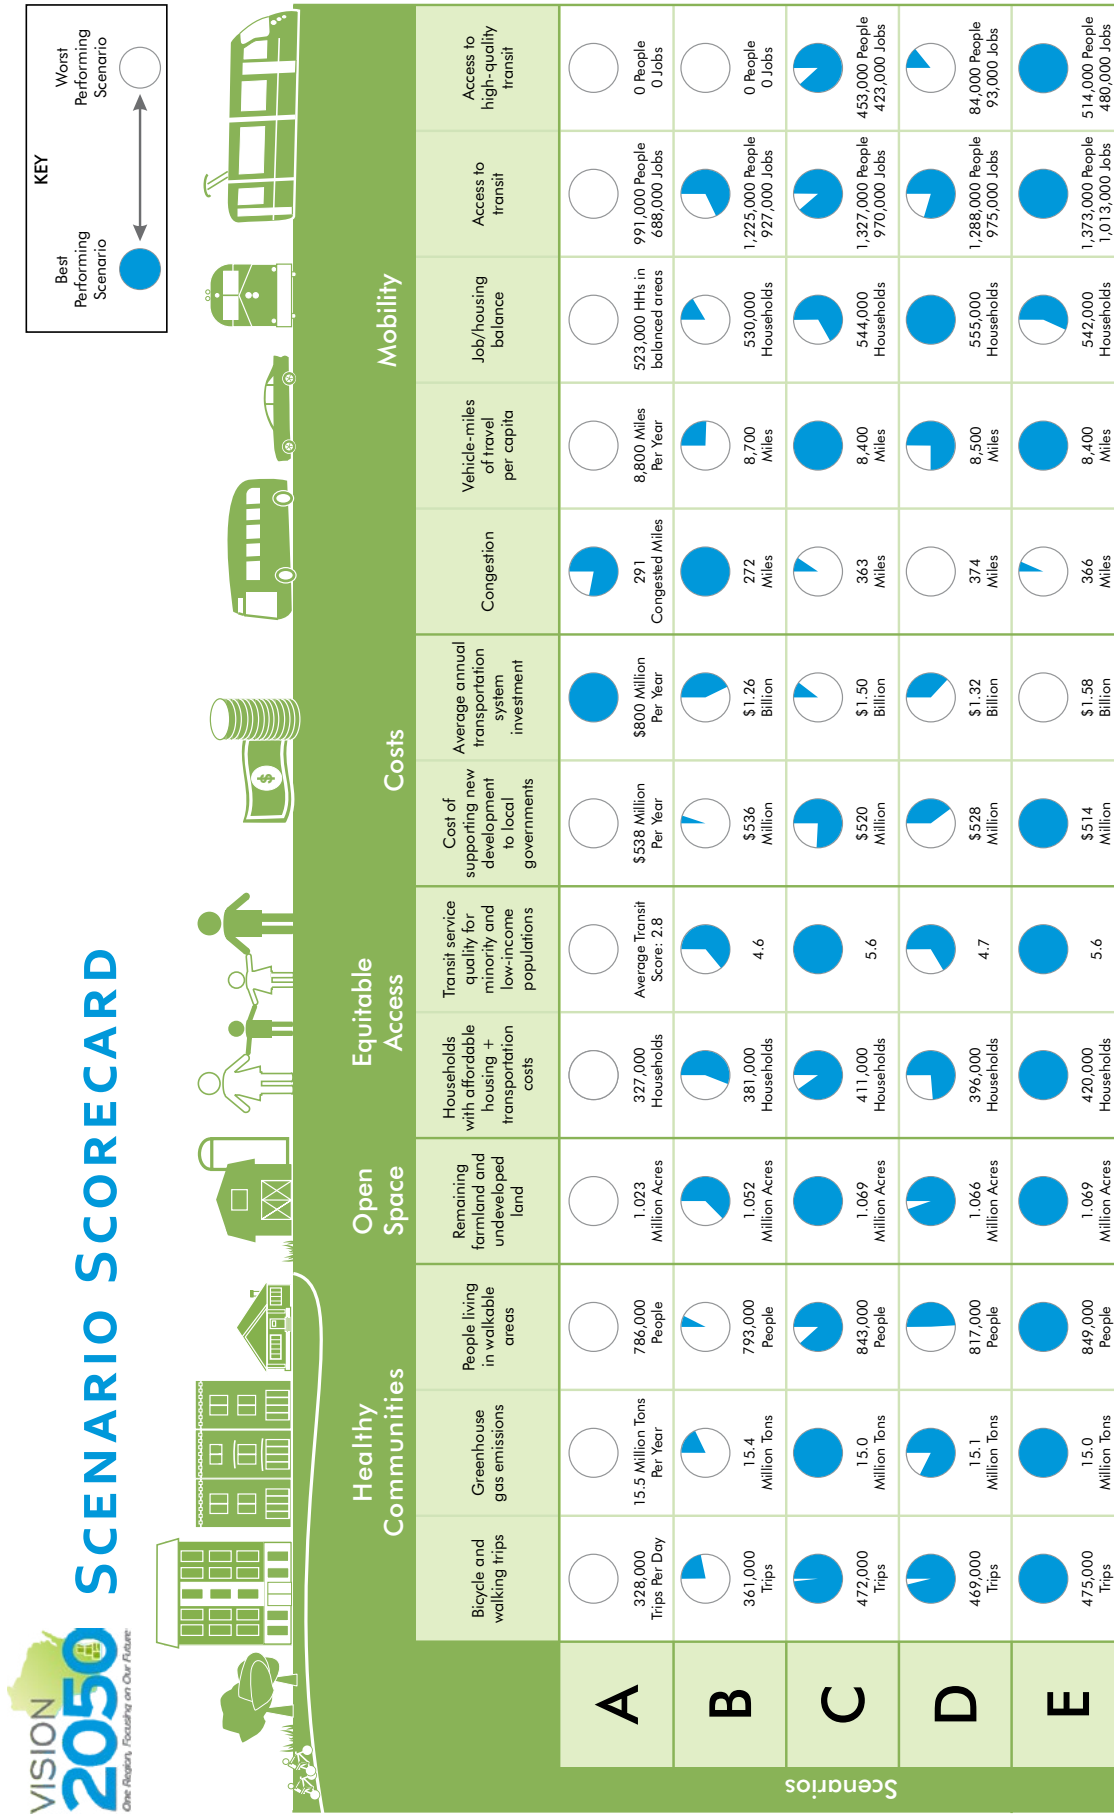 VISION
2050
One Region, Focusing on Our Future
SCENARIO SCORECARD
KEY
Best
Performing
Scenario
Worst
Performing
Scenario
Healthy
Communities
Open
Space
Equitable
Access
Costs
Mobility
$
Bicycle and
walking trips
Greenhouse
gas emissions
People living
in walkable
areas
Remaining
farmland and
undeveloped
land
Households
with affordable
housing +
transportation
costs
Transit service
quality for
minority and
low-income
populations
Cost of
supporting new
development
to local
governments
Average annual
transportation
system
investment
Congestion
Vehicle-miles
of travel
per capita
Job/housing
balance
Access to
transit
Access to
high-quality
transit
Scenarios
A
328,000
Trips Per Day
15.5 Million Tons
Per Year
786,000
People
1.023
Million Acres
327,000
Households
Average Transit
Score: 2.8
$538 Million
Per Year
$800 Million
Per Year
291
Congested Miles
8,800 Miles
Per Year
523,000 HHs in
balanced areas
991,000 People
688,000 Jobs
0 People
0 Jobs
B
361,000
Trips
15.4
Million Tons
793,000
People
1.052
Million Acres
381,000
Households
4.6
$536
Million
$1.26
Billion
272
Miles
8,700
Miles
530,000
Households
1,225,000 People
927,000 Jobs
0 People
0 Jobs
C
472,000
Trips
15.0
Million Tons
843,000
People
1.069
Million Acres
411,000
Households
5.6
$520
Million
$1.50
Billion
363
Miles
8,400
Miles
544,000
Households
1,327,000 People
970,000 Jobs
453,000 People
423,000 Jobs
D
469,000
Trips
15.1
Million Tons
817,000
People
1.066
Million Acres
396,000
Households
4.7
$528
Million
$1.32
Billion
374
Miles
8,500
Miles
555,000
Households
1,288,000 People
975,000 Jobs
84,000 People
93,000 Jobs
E
475,000
Trips
15.0
Million Tons
849,000
People
1.069
Million Acres
420,000
Households
5.6
$514
Million
$1.58
Billion
366
Miles
8,400
Miles
542,000
Households
1,373,000 People
1,013,000 Jobs
514,000 People
480,000 Jobs